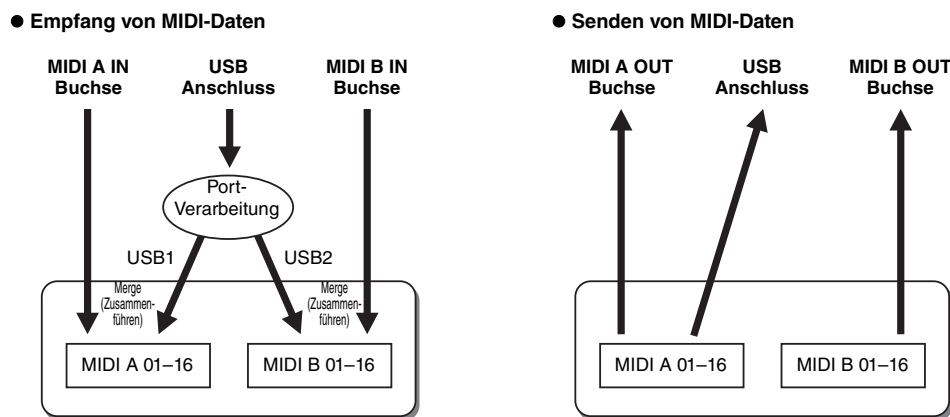 ● Empfang von MIDI-Daten
MIDI A IN
Buchse
USB
Anschluss
MIDI B IN
Buchse
Port-
Verarbeitung
USB1
USB2
Merge
(Zusammen-
führen)
Merge
(Zusammen-
führen)
MIDI A 01–16
MIDI B 01–16
● Senden von MIDI-Daten
MIDI A OUT
Buchse
USB
Anschluss
MIDI B OUT
Buchse
MIDI A 01–16
MIDI B 01–16